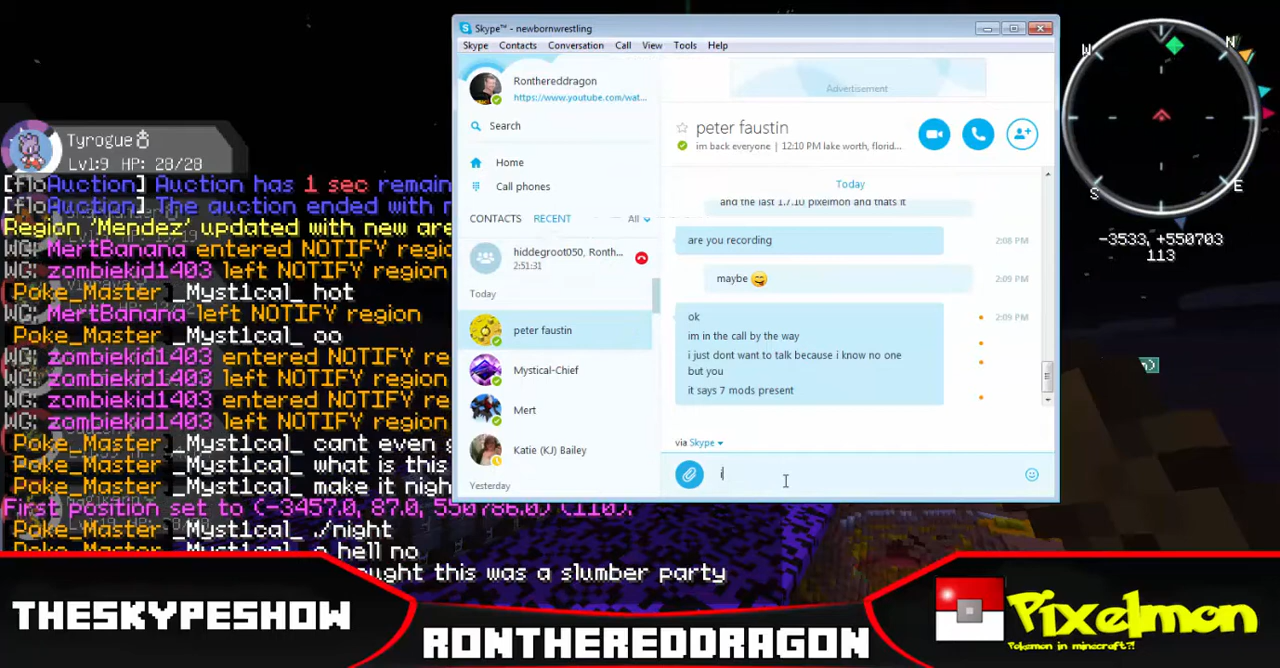 Skype™ - newbornwrestling
Skype Contacts Conversation Call View Tools Help
Ronthereddragon
https://www.youtube.com/wat...
Search
Home
Call phones
CONTACTS RECENT All
hiddegroot050, Ronth...
2:51:31
Today
peter faustin
Mystical-Chief
Mert
Katie (KJ) Bailey
Yesterday
Advertisement
peter faustin
im back everyone | 12:10 PM lake worth, florid...
Today
and the last 1.7.10 pixelmon and thats it
are you recording
2:08 PM
maybe
2:09 PM
ok
2:09 PM
im in the call by the way
i just dont want to talk because i know no one
but you
it says 7 mods present
via Skype
i
Tyrogue
Lvl:9 HP: 28/28
[floAuction] Auction has 1 sec remain
[floAuction] The auction ended with
Region 'Mendez' updated with new are
WG: MertBanana entered NOTIFY regi
WG: zombiekid1403 left NOTIFY region
Poke_Master _Myst1cal_ hot
WG: MertBanana left NOTIFY region
Poke_Master _Myst1cal_ oo
WG: zombiekid1403 entered NOTIFY re
WG: zombiekid1403 left NOTIFY region
WG: zombiekid1403 entered NOTIFY re
WG: zombiekid1403 left NOTIFY region
Poke_Master _Myst1cal_ cant even
Poke_Master _Myst1cal_ what is this
Poke_Master _Myst1cal_ make it nigh
First position set to (-3457.0, 87.0, 550786.0) (110).
Poke_Master _Myst1cal_ ./night
Poke_Master _Myst1cal_ o hell no
ught this was a slumber party
W N
S E
-3533, +550703
113
THESKYPESHOW
RONTHEREDDRAGON
Pixelmon
Pokemon in minecraft?!